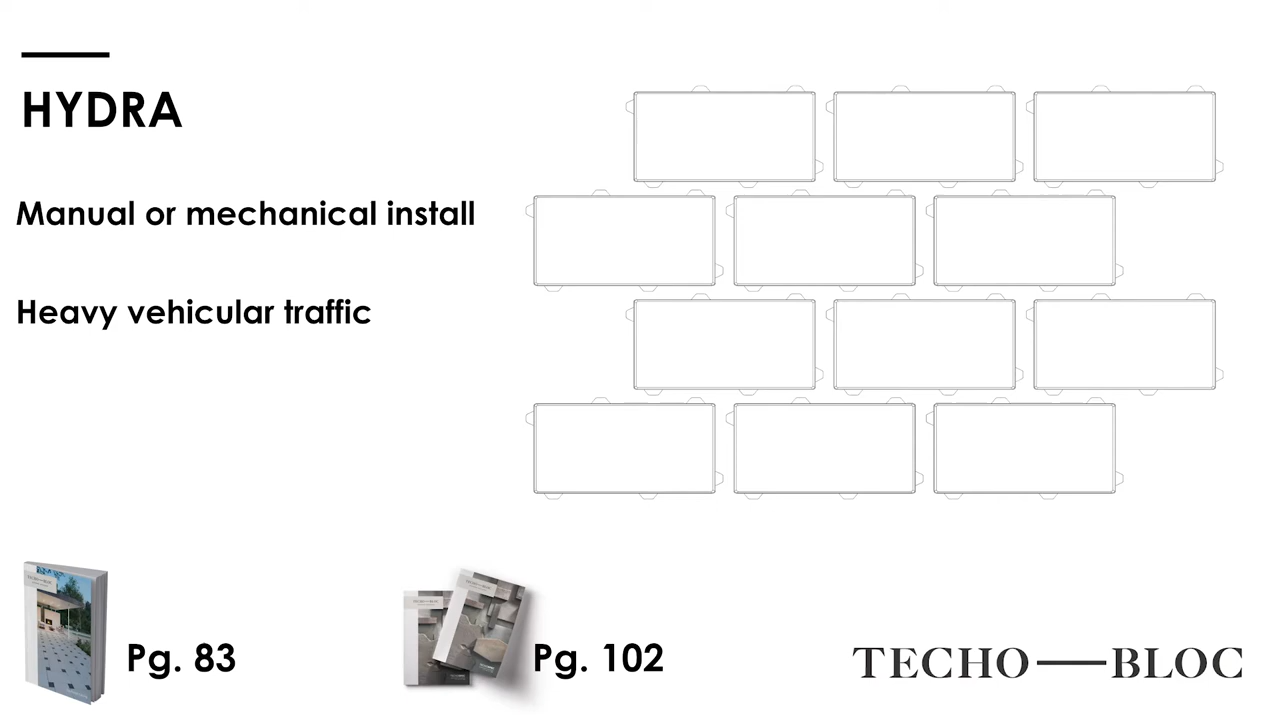 HYDRA
Manual or mechanical install
Heavy vehicular traffic
Pg. 83
Pg. 102
TECHO—BLOC